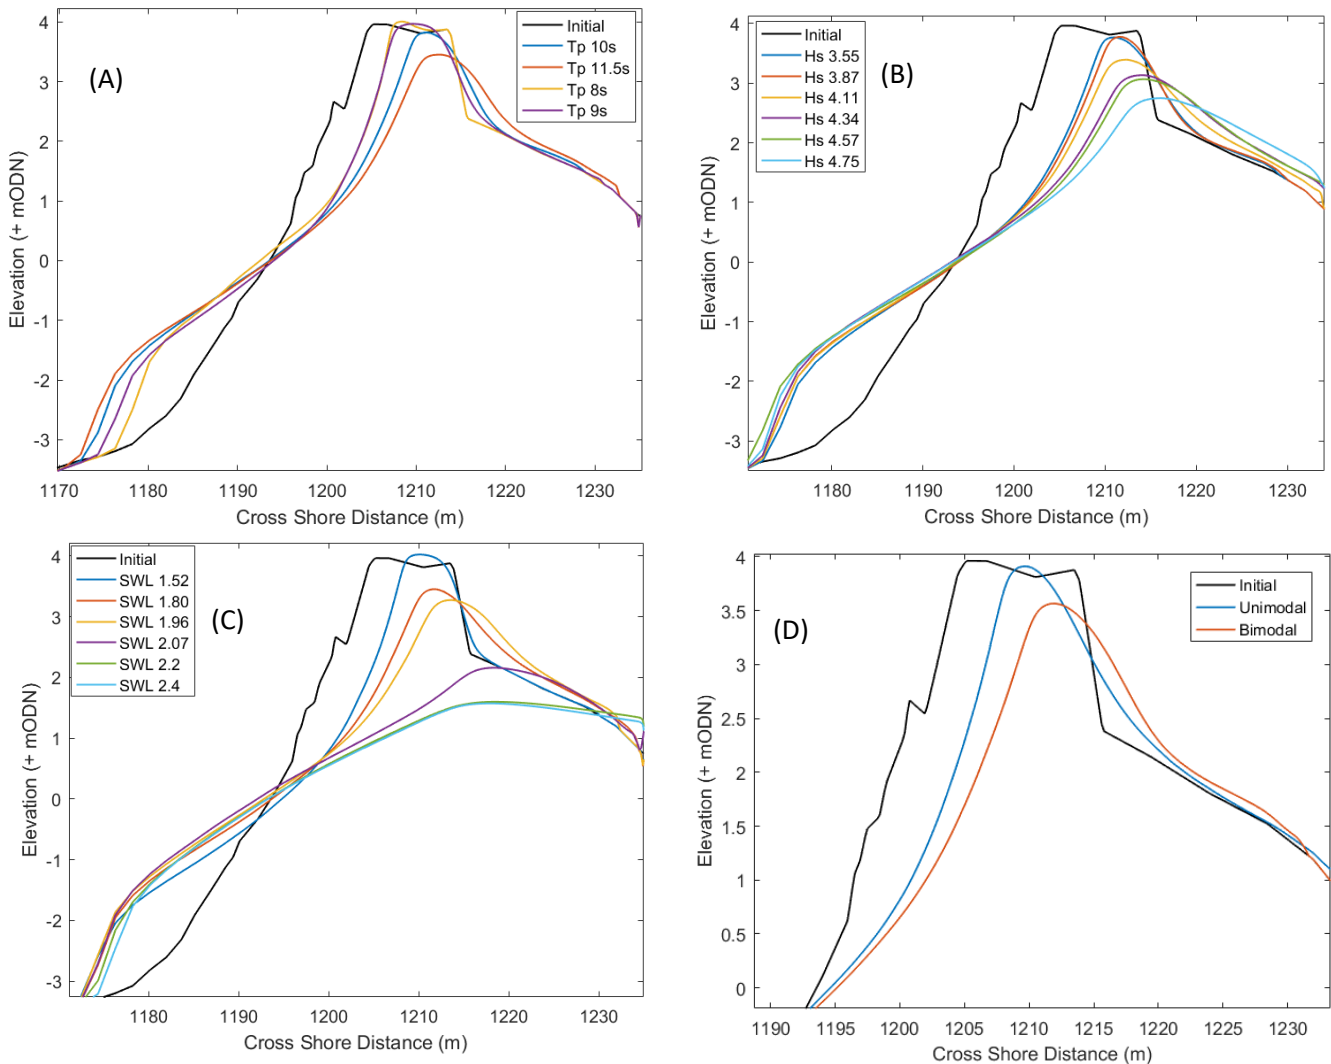 (A)
Initial
Tp 10s
Tp 11.5s
Tp 8s
Tp 9s
4
3
2
1
0
-1
-2
-3
Elevation (+ mODN)
1170 1180 1190 1200 1210 1220 1230
Cross Shore Distance (m)
(B)
Initial
Hs 3.55
Hs 3.87
Hs 4.11
Hs 4.34
Hs 4.57
Hs 4.75
4
3
2
1
0
-1
-2
-3
Elevation (+ mODN)
1180 1190 1200 1210 1220 1230
Cross Shore Distance (m)
(C)
Initial
SWL 1.52
SWL 1.80
SWL 1.96
SWL 2.07
SWL 2.2
SWL 2.4
4
3
2
1
0
-1
-2
-3
Elevation (+ mODN)
1180 1190 1200 1210 1220 1230
Cross Shore Distance (m)
(D)
Initial
Unimodal
Bimodal
4
3.5
3
2.5
2
1.5
1
0.5
0
Elevation (+ mODN)
1190 1195 1200 1205 1210 1215 1220 1225 1230
Cross Shore Distance (m)